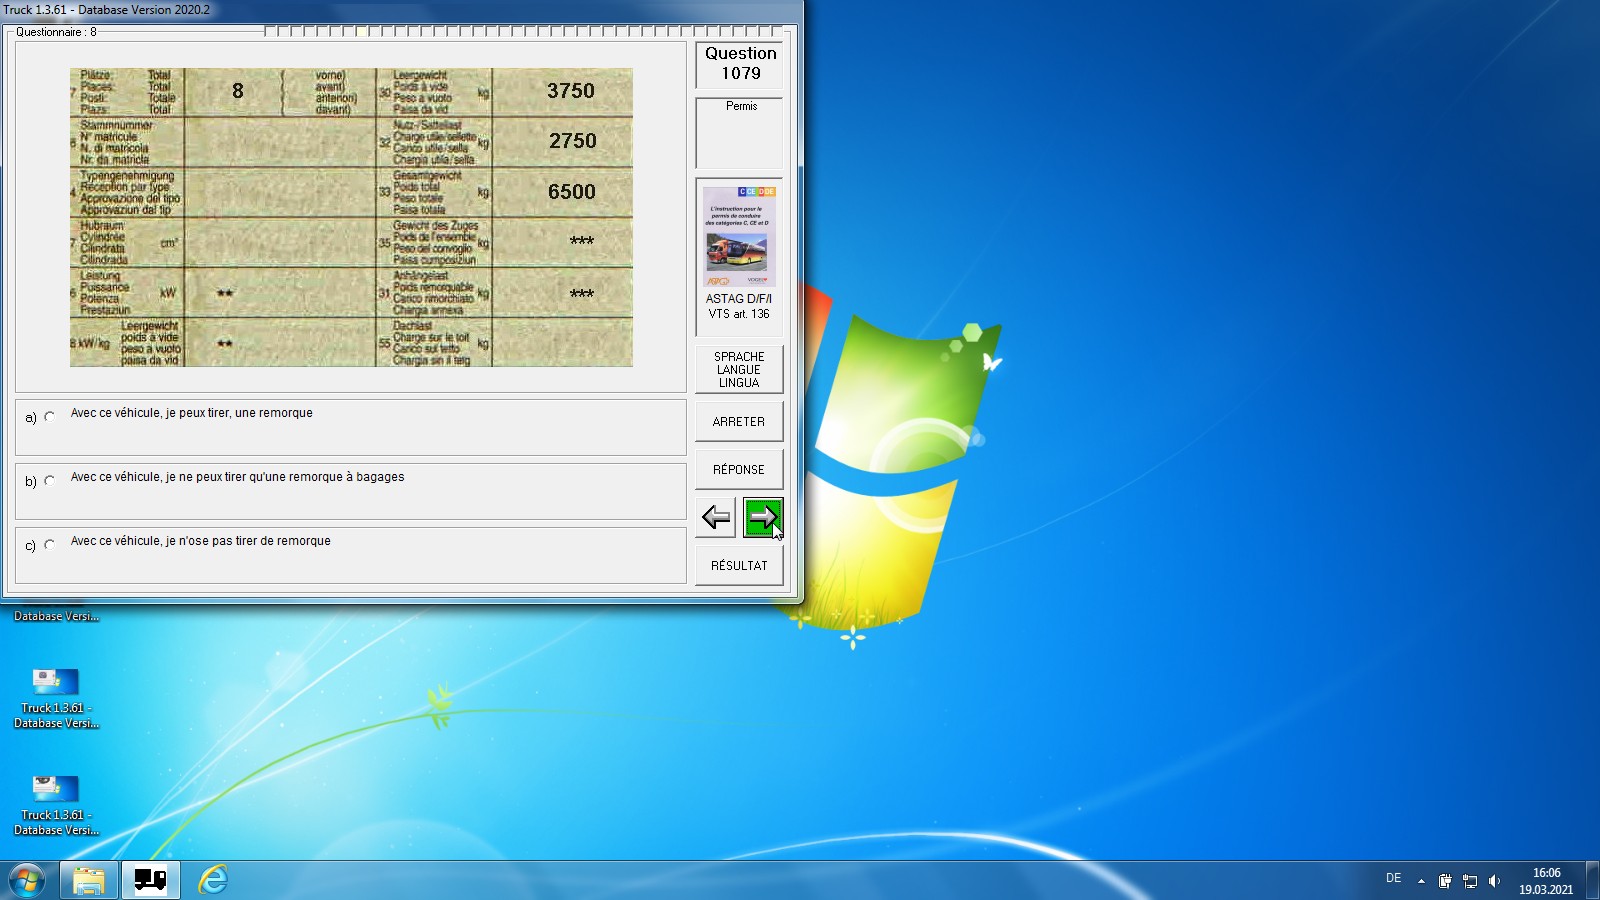 Truck 1.3.61 - Database Version 2020.2
Questionnaire : 8
Plätze: Total
Places: Total
Posti: Totale
Plazs: Total
8
vorne)
avant)
anteriori)
davant)
30 Leergewicht
Poids à vide
Peso a vuoto
Paisa da vid
kg
3750
Stammnummer
N° matricule
N. di matricola
Nr. da matricla
32 Nutz-/Sattellast
Charge utile/sellette
Carico utile/sella
Chargia utila/sella
kg
2750
Typengenehmigung
Réception par type
Approvazione del tipo
Approvaziun dal tip
33 Gesamtgewicht
Poids total
Peso totale
Paisa totala
kg
6500
Hubraum
Cylindrée
Cilindrata
Cilindrada
cm³
35 Gewicht des Zuges
Poids de l'ensemble
Peso del convoglio
Paisa cumposiziun
kg
***
Leistung
Puissance
Potenza
Prestaziun
kW
**
31 Anhängelast
Poids remorquable
Carico rimorchiato
Chargia annexa
kg
***
kW/kg
Leergewicht
poids à vide
peso a vuoto
paisa da vid
**
55 Dachlast
Charge sur le toit
Carico sul tetto
Chargia sin il tetg
kg
a) Avec ce véhicule, je peux tirer, une remorque
b) Avec ce véhicule, je ne peux tirer qu'une remorque à bagages
c) Avec ce véhicule, je n'ose pas tirer de remorque
Question
1079
Permis
C CE D DE
L'instruction pour le
permis de conduire
des catégories C, CE et D
ASTAG D/F/I
VTS art. 136
SPRACHE
LANGUE
LINGUA
ARRETER
RÉPONSE
RÉSULTAT
Database Versi...
Truck 1.3.61 -
Database Versi...
Truck 1.3.61 -
Database Versi...
DE
16:06
19.03.2021